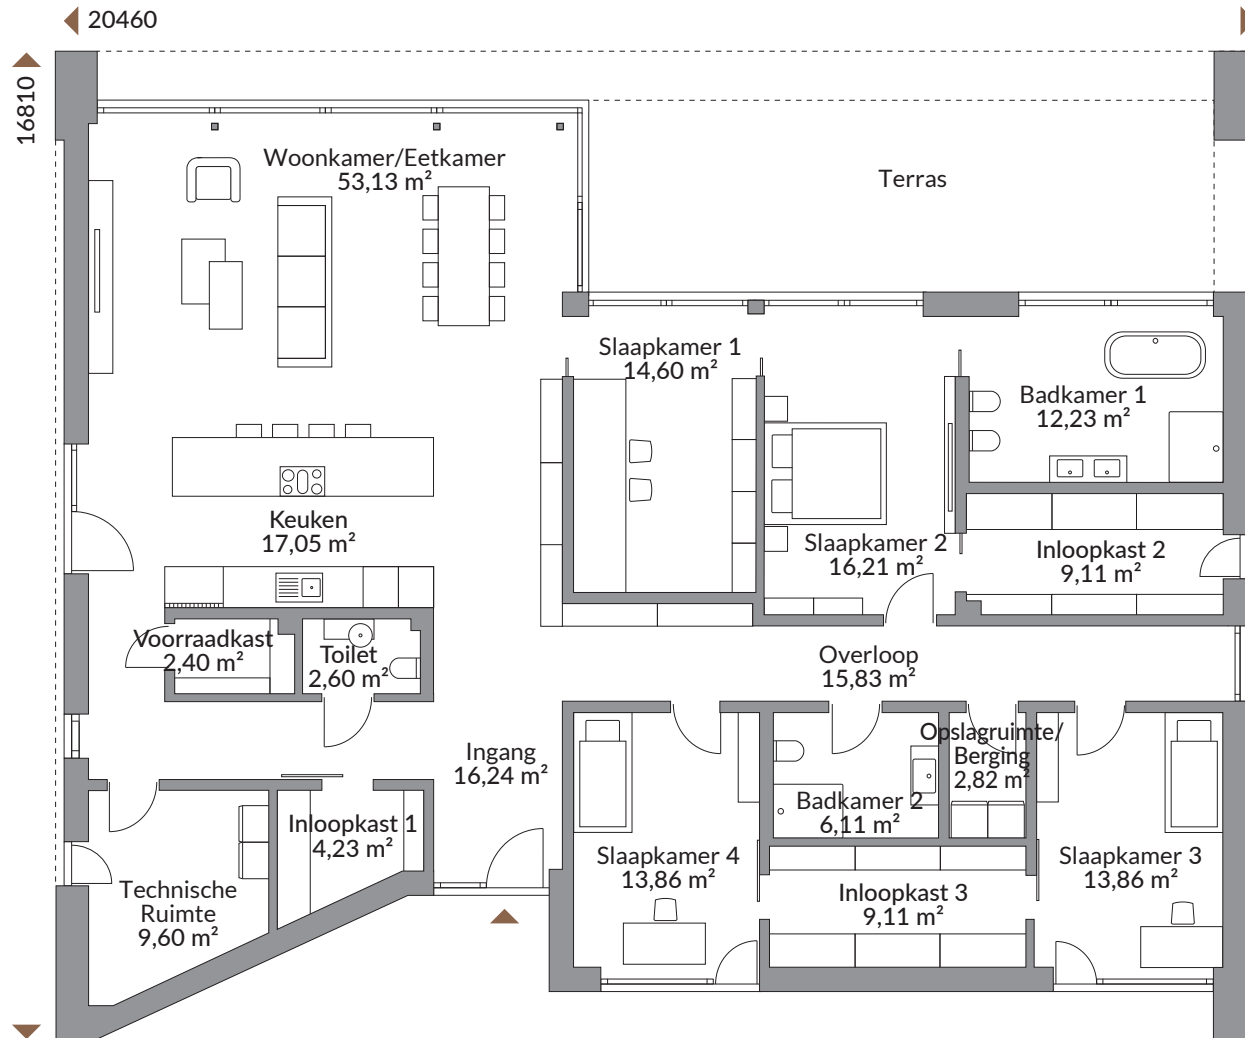 20460
16810
Woonkamer/Eetkamer
53,13 m²
Terras
Slaapkamer 1
14,60 m²
Badkamer 1
12,23 m²
Keuken
17,05 m²
Slaapkamer 2
16,21 m²
Inloopkast 2
9,11 m²
Voorraadkast
2,40 m²
Toilet
2,60 m²
Overloop
15,83 m²
Ingang
16,24 m²
Opslagruimte/
Berging
2,82 m²
Badkamer 2
6,11 m²
Inloopkast 1
4,23 m²
Slaapkamer 4
13,86 m²
Slaapkamer 3
13,86 m²
Technische
Ruimte
9,60 m²
Inloopkast 3
9,11 m²